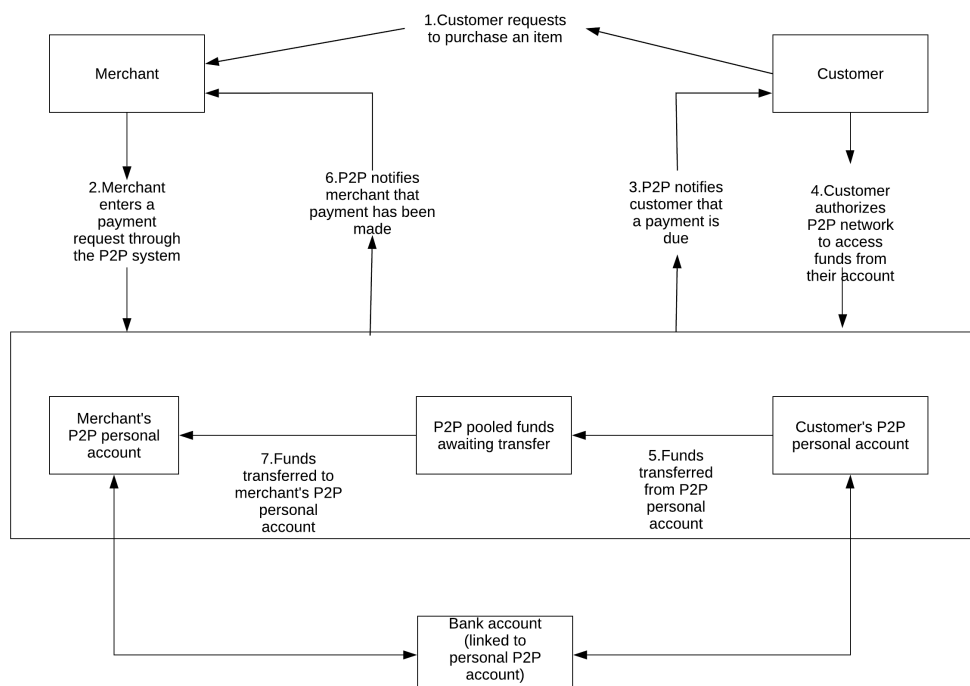 1.Customer requests
to purchase an item
Merchant
Customer
2.Merchant
enters a
payment
request through
the P2P system
6.P2P notifies
merchant that
payment has been
made
3.P2P notifies
customer that
a payment is
due
4.Customer
authorizes
P2P network
to access
funds from
their account
Merchant's
P2P personal
account
P2P pooled funds
awaiting transfer
Customer's P2P
personal account
7.Funds
transferred to
merchant's P2P
personal
account
5.Funds
transferred
from P2P
personal
account
Bank account
(linked to
personal P2P
account)